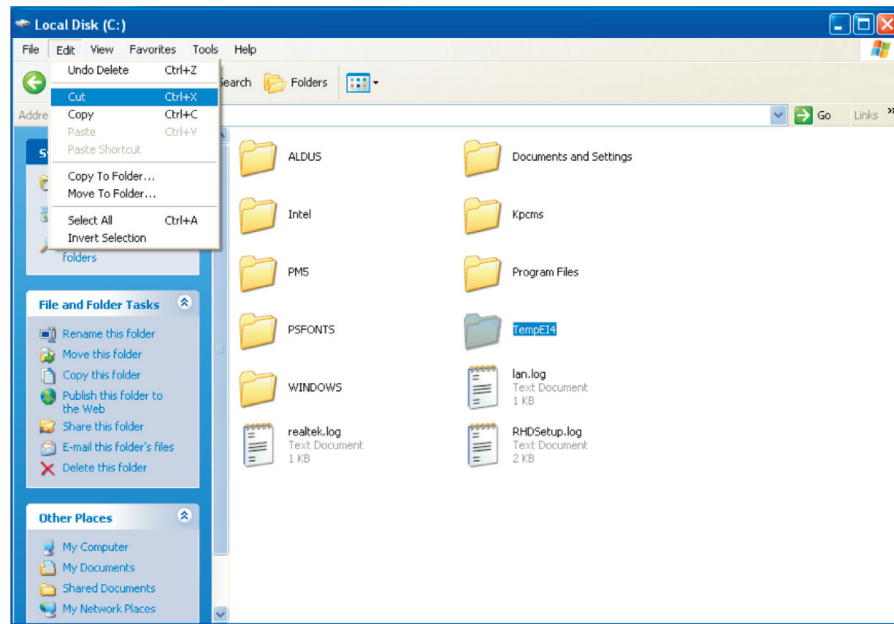 Local Disk (C:)
File Edit View Favorites Tools Help
Undo Delete Ctrl+Z
Search Folders
Cut Ctrl+X
Addre
Go Links »
Copy Ctrl+C
Paste Ctrl+V
Paste Shortcut
Copy To Folder...
Move To Folder...
Select All Ctrl+A
Invert Selection
folders
File and Folder Tasks
Rename this folder
Move this folder
Copy this folder
Publish this folder to
the Web
Share this folder
E-mail this folder's files
Delete this folder
Other Places
My Computer
My Documents
Shared Documents
My Network Places
ALDUS
Documents and Settings
Intel
Kpcms
PM5
Program Files
PSFONTS
TempEI4
WINDOWS
lan.log
Text Document
1 KB
realtek.log
Text Document
1 KB
RHDSetup.log
Text Document
2 KB